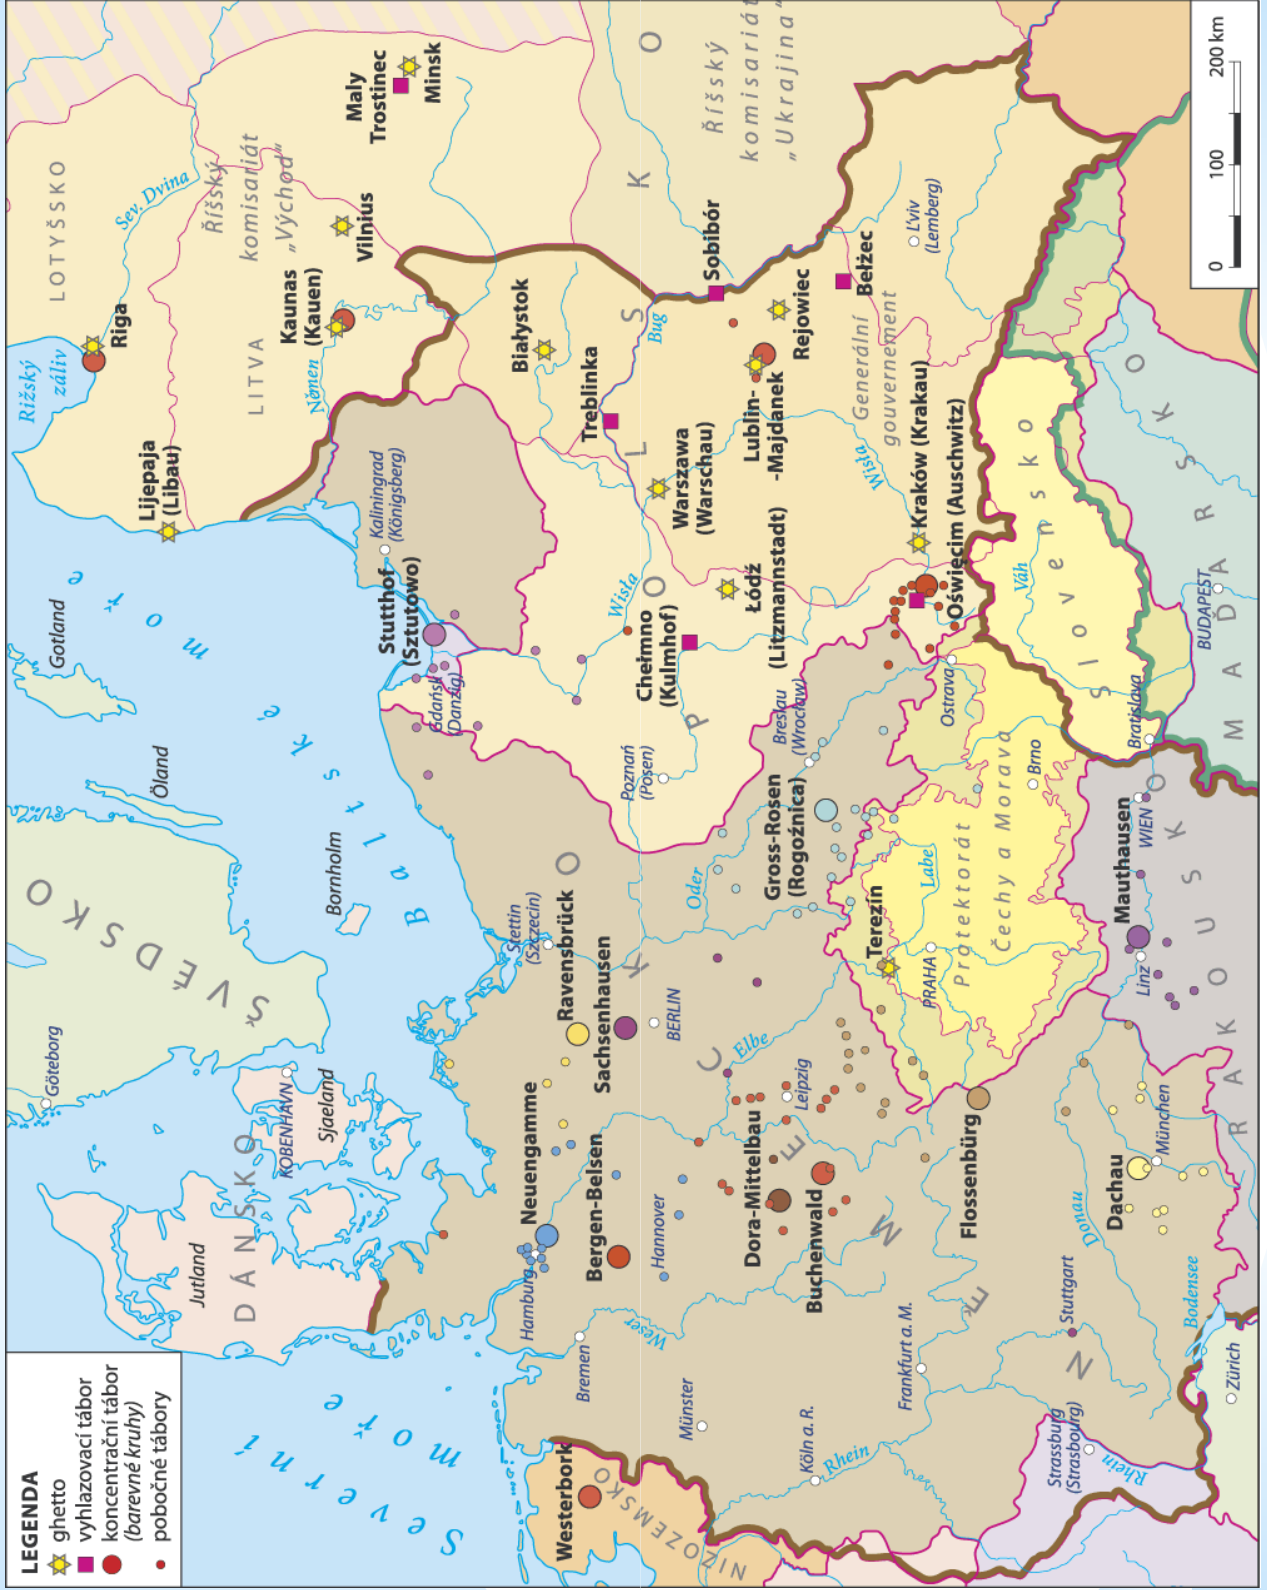 LEGENDA
ghetto
vyhlazovací tábor
koncentrační tábor
(barevné kruhy)
pobočné tábory
Severní moře
Baltské moře
Rižský
záliv
DÁNSKO
Jutland
Sjaeland
KOBENHAVN
ŠVÉDSKO
Göteborg
Öland
Gotland
Bornholm
LOTYŠSKO
Riga
Lijepaja
(Libau)
Sev. Dvina
LITVA
Kaunas
(Kauen)
Němen
Vilnius
Říšský
komisariát
„Východ“
Maly
Trostinec
Minsk
Kaliningrad
(Königsberg)
Stutthof
(Sztutowo)
Gdańsk
(Danzig)
Białystok
Treblinka
Bug
Sobibór
Říšský
komisariát
„Ukrajina“
POLSKO
Warszawa
(Warschau)
Wisła
Łódź
(Litzmannstadt)
Cheimno
(Kulmhof)
Poznań
(Posen)
Lublin-
-Majdanek
Rejowiec
Bełżec
L'viv
(Lemberg)
Generální
gouvernement
Wisła
Kraków (Krakau)
Oświęcim (Auschwitz)
Breslau
(Wrocław)
Gross-Rosen
(Rogoźnica)
Oder
Stettin
(Szczecin)
Ravensbrück
Sachsenhausen
BERLIN
Neuengamme
Hamburg
Bergen-Belsen
Hannover
Bremen
Weser
Westerbork
NIZOZEMSKO
Münster
Köln a. R.
Rhein
NĚMECKO
Elbe
Leipzig
Dora-Mittelbau
Buchenwald
Frankfurt a. M.
Flossenbürg
Terezín
Labe
PRAHA
Protektorát
Čechy a Morava
Brno
Ostrava
Slovensko
Váh
Bratislava
MAĎARSKO
BUDAPEST
WIEN
Mauthausen
Linz
RAKOUSKO
Donau
Dachau
München
Stuttgart
Bodensee
Zürich
Strassburg
(Strasbourg)
Rhein
0 100 200 km